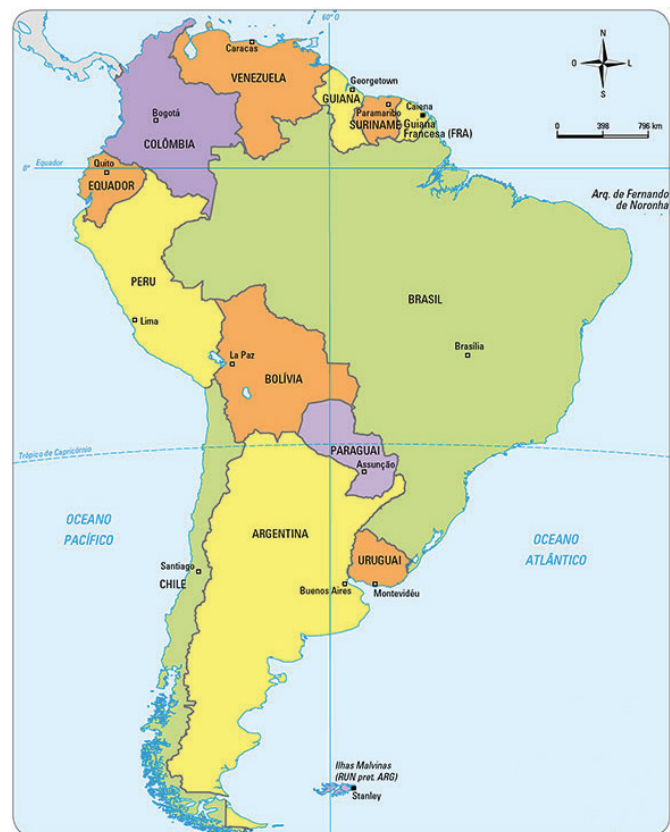 60° O
N
O
L
S
0
398
796 km
Caracas
VENEZUELA
Georgetown
GUIANA
Paramaribo
SURINAME
Caiena
Guiana
Francesa (FRA)
Bogotá
COLÔMBIA
Equador
0°
Quito
EQUADOR
Arq. de Fernando
de Noronha
PERU
Lima
BRASIL
Brasília
La Paz
BOLÍVIA
PARAGUAI
Assunção
Trópico de Capricórnio
OCEANO
PACÍFICO
ARGENTINA
OCEANO
ATLÂNTICO
URUGUAI
Santiago
CHILE
Buenos Aires
Montevidéu
Ilhas Malvinas
(RUN pret. ARG)
Stanley